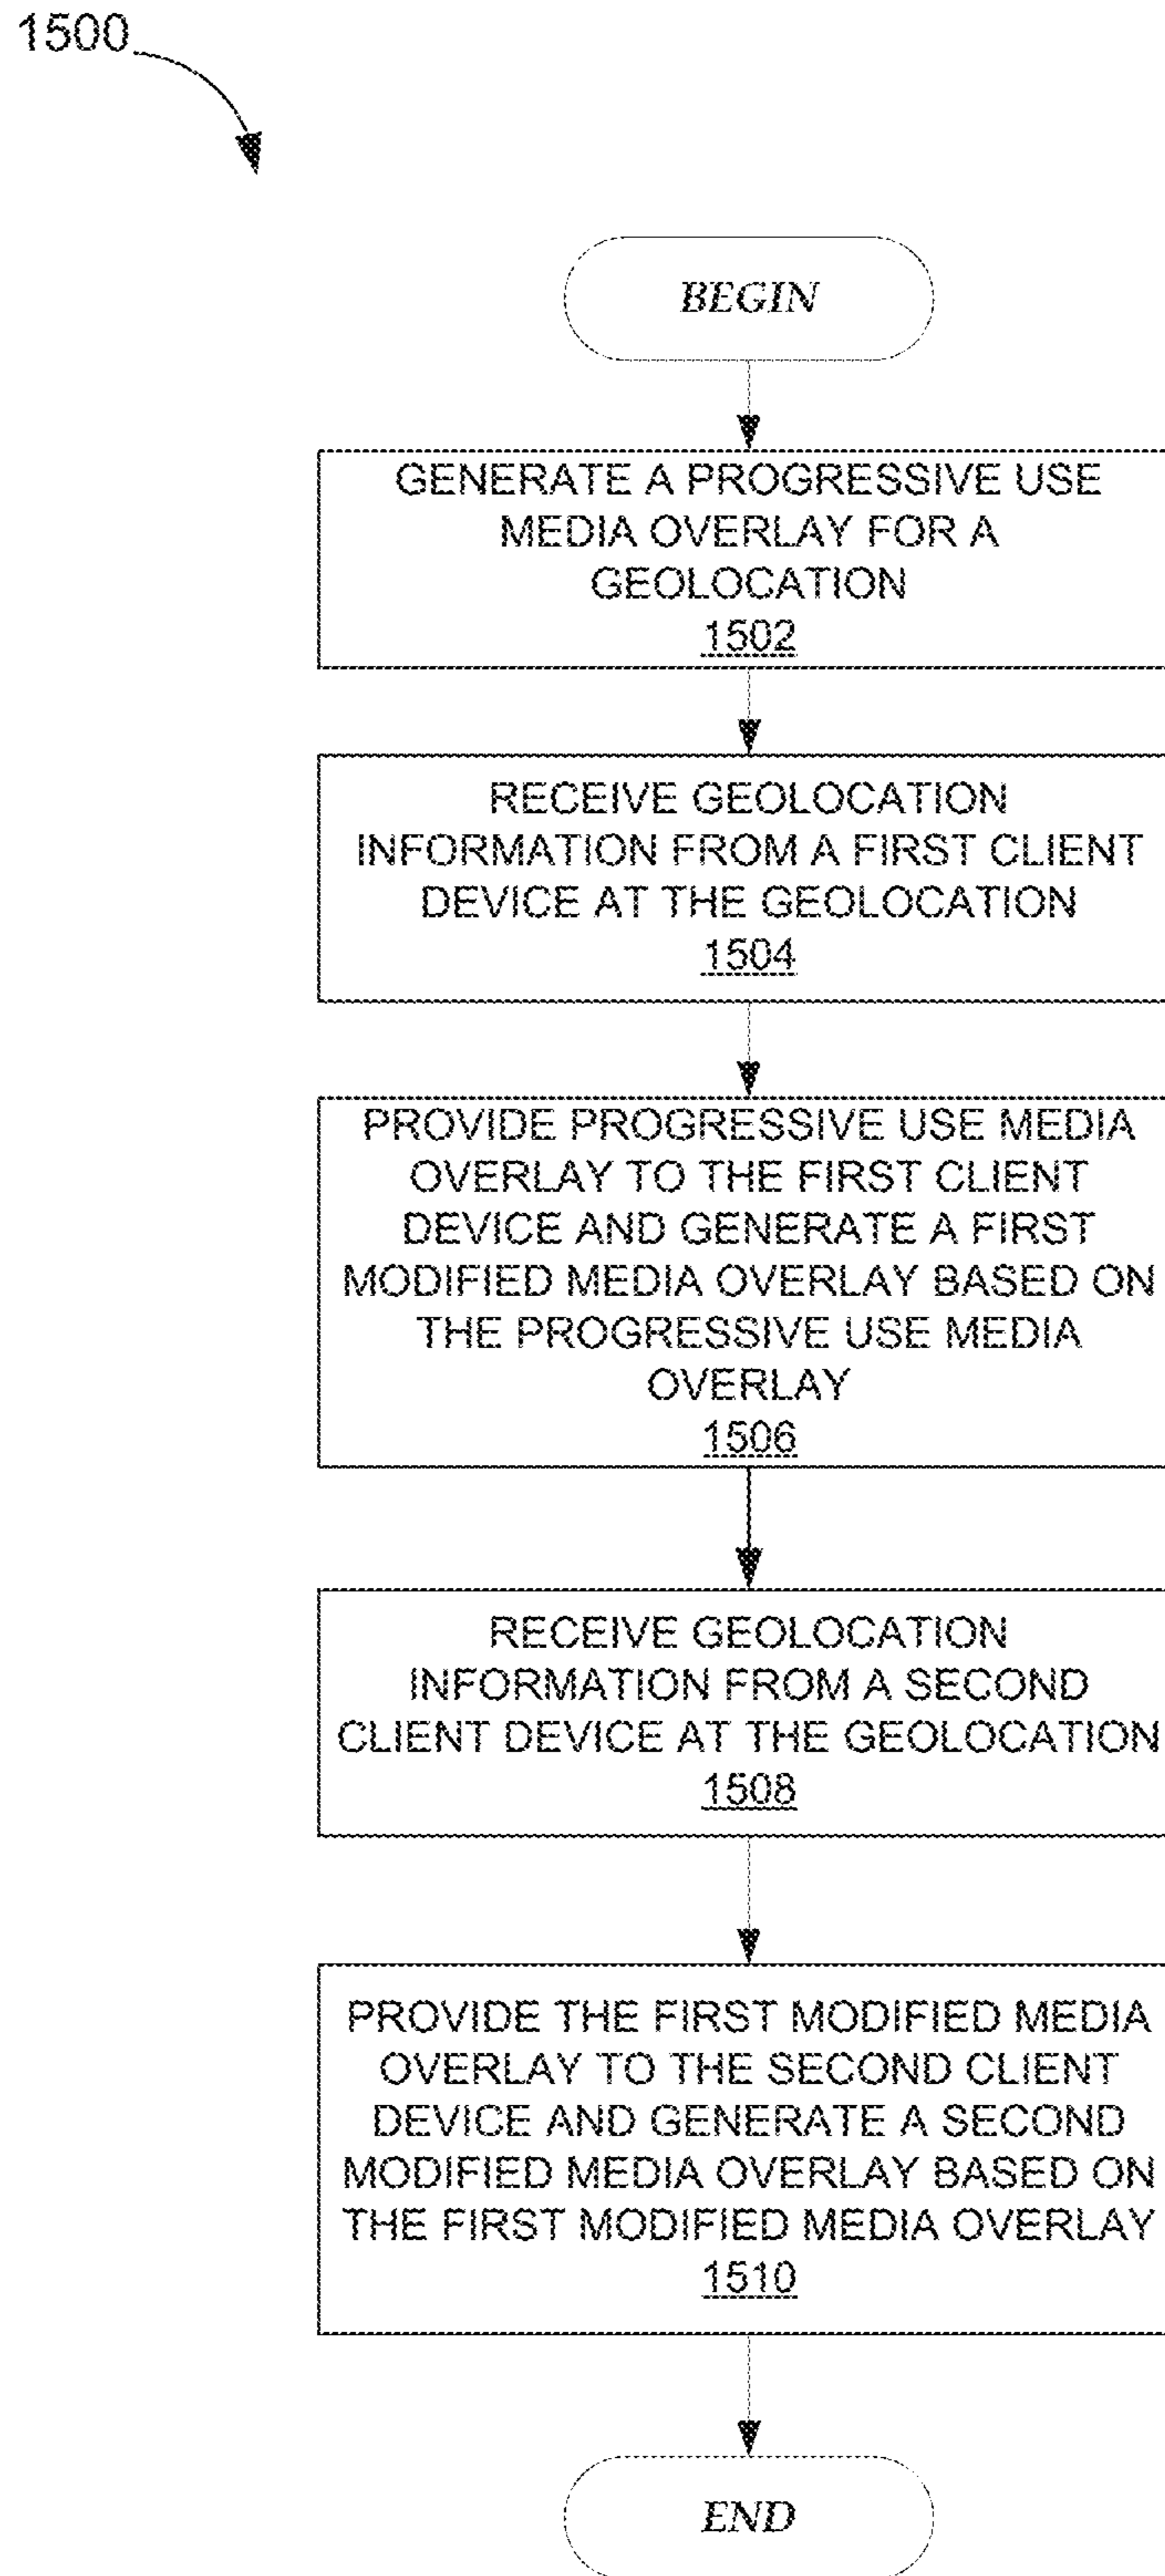 1500
BEGIN
GENERATE A PROGRESSIVE USE
MEDIA OVERLAY FOR A
GEOLOCATION
1502
RECEIVE GEOLOCATION
INFORMATION FROM A FIRST CLIENT
DEVICE AT THE GEOLOCATION
1504
PROVIDE PROGRESSIVE USE MEDIA
OVERLAY TO THE FIRST CLIENT
DEVICE AND GENERATE A FIRST
MODIFIED MEDIA OVERLAY BASED ON
THE PROGRESSIVE USE MEDIA
OVERLAY
1506
RECEIVE GEOLOCATION
INFORMATION FROM A SECOND
CLIENT DEVICE AT THE GEOLOCATION
1508
PROVIDE THE FIRST MODIFIED MEDIA
OVERLAY TO THE SECOND CLIENT
DEVICE AND GENERATE A SECOND
MODIFIED MEDIA OVERLAY BASED ON
THE FIRST MODIFIED MEDIA OVERLAY
1510
END